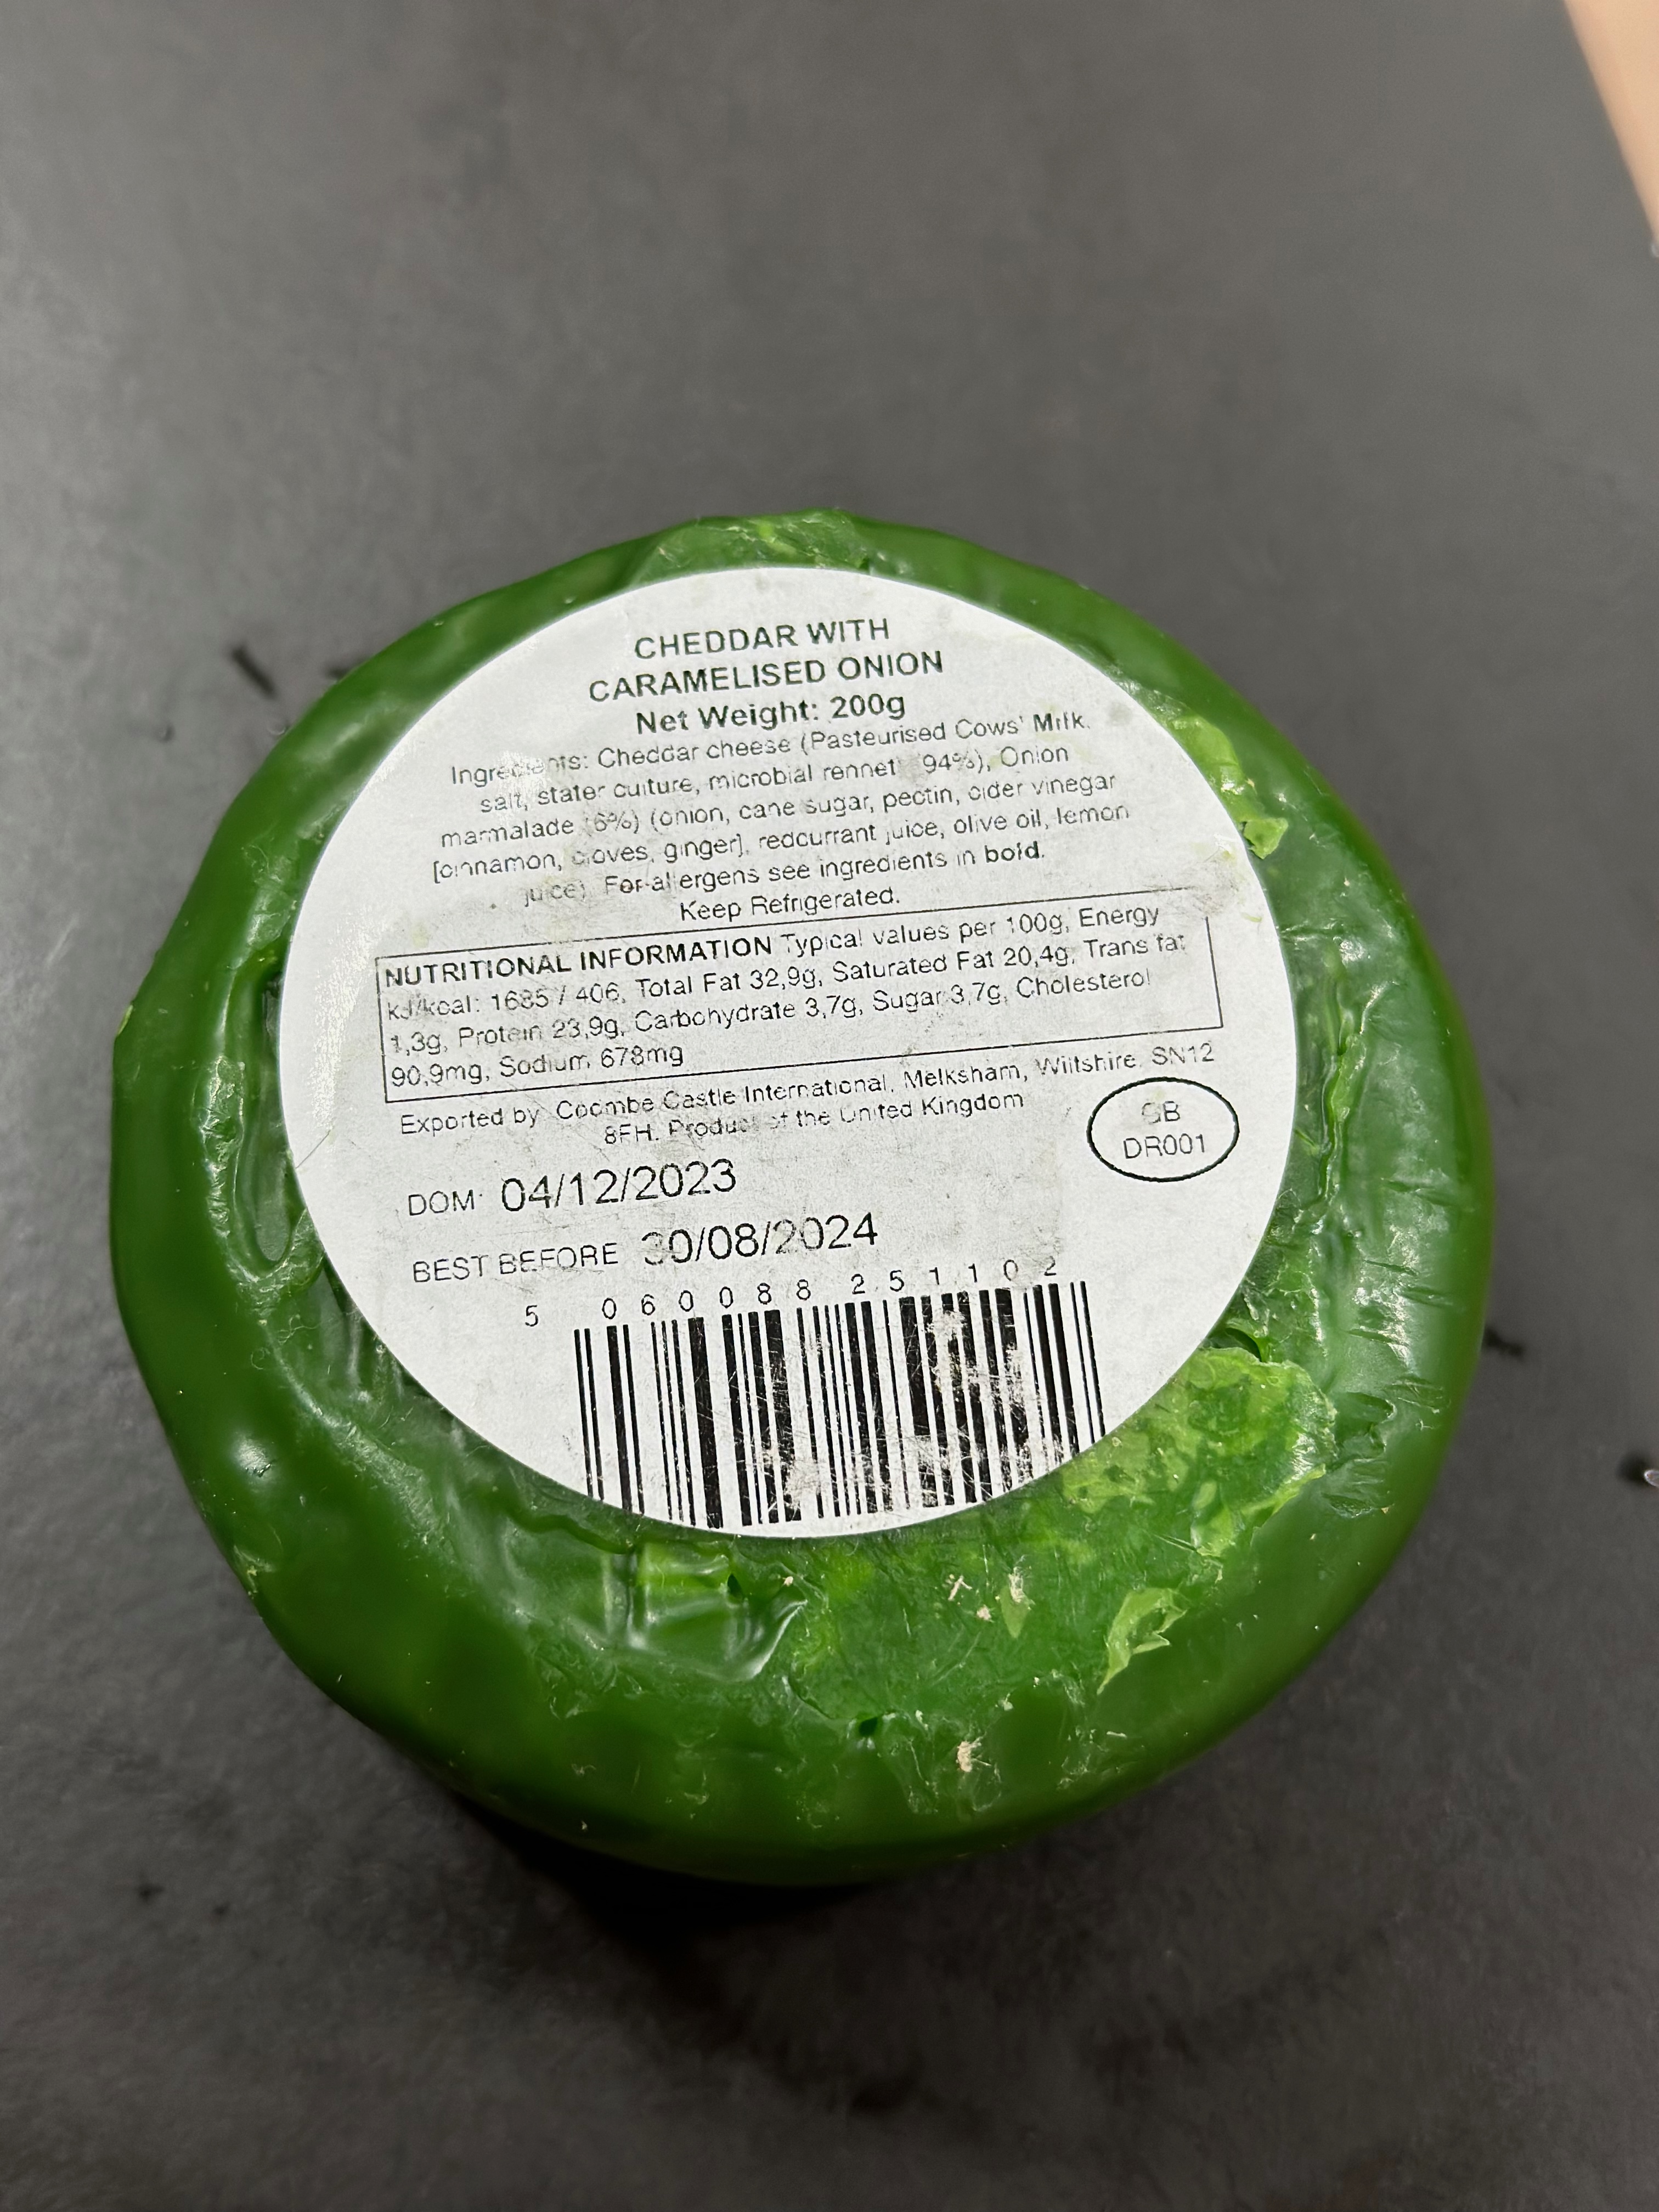 CHEDDAR WITH
CARAMELISED ONION
Net Weight: 200g
Ingredients: Cheddar cheese (Pasteurised Cows' Milk,
salt, stater culture, microbial rennet (94%), Onion
marmalade (6%) (onion, cane sugar, pectin, cider vinegar
[cinnamon, cloves, ginger], redcurrant juice, olive oil, lemon
juice). For allergens see ingredients in bold.
Keep Refrigerated.
NUTRITIONAL INFORMATION Typical values per 100g, Energy
kJ/kcal: 1685 / 406, Total Fat 32,9g, Saturated Fat 20,4g, Trans fat
1,3g, Protein 23,9g, Carbohydrate 3,7g, Sugar 3,7g, Cholesterol
90,9mg, Sodium 678mg
Exported by Coombe Castle International, Melksham, Wiltshire, SN12
8FH. Product of the United Kingdom
GB
DR001
DOM: 04/12/2023
BEST BEFORE 30/08/2024
5 060088 251102